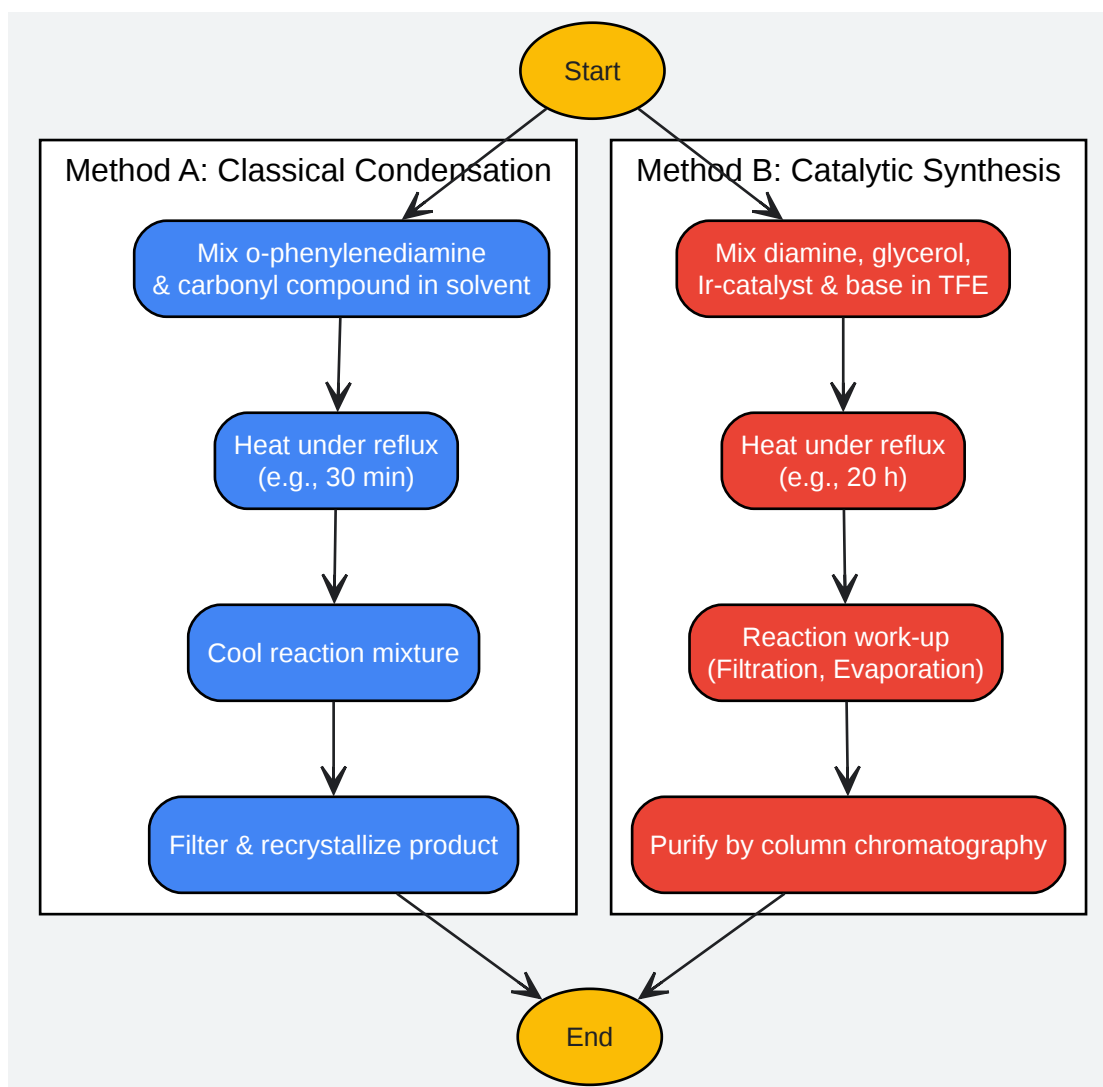 Start
Method A: Classical Condensation
Mix o-phenylenediamine
& carbonyl compound in solvent
Heat under reflux
(e.g., 30 min)
Cool reaction mixture
Filter & recrystallize product
Method B: Catalytic Synthesis
Mix diamine, glycerol,
Ir-catalyst & base in TFE
Heat under reflux
(e.g., 20 h)
Reaction work-up
(Filtration, Evaporation)
Purify by column chromatography
End